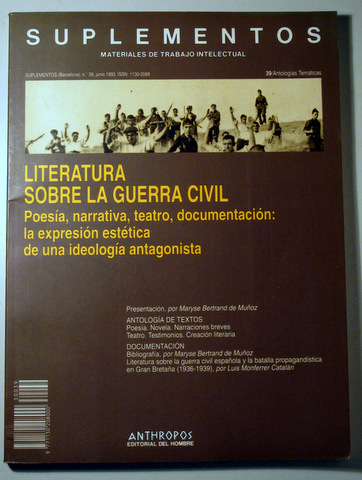 SUPLEMENTOS
MATERIALES DE TRABAJO INTELECTUAL
SUPLEMENTOS (Barcelona), n.º 39, junio 1993. ISSN: 1130-2089
39/Antologías Temáticas
LITERATURA
SOBRE LA GUERRA CIVIL
Poesía, narrativa, teatro, documentación:
la expresión estética
de una ideología antagonista
Presentación, por Maryse Bertrand de Muñoz
ANTOLOGÍA DE TEXTOS
Poesía. Novela. Narraciones breves
Teatro. Testimonios. Creación literaria
DOCUMENTACIÓN
Bibliografía, por Maryse Bertrand de Muñoz
Literatura sobre la guerra civil española y la batalla propagandística
en Gran Bretaña (1936-1939), por Luis Monferrer Catalán
ANTHROPOS
EDITORIAL DEL HOMBRE